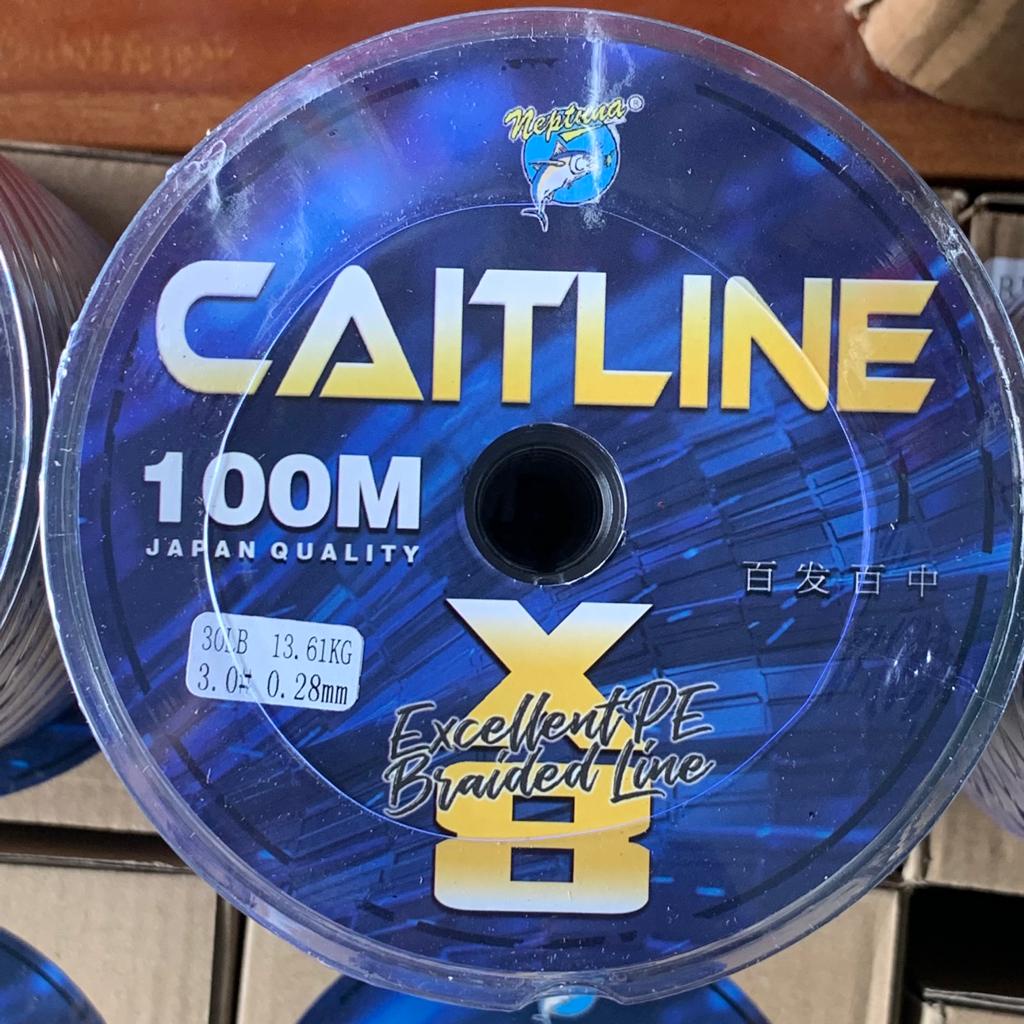 Neptuna®
CAITLINE
100M
JAPAN QUALITY
百发百中
30LB 13.61KG
3.0# 0.28mm
X8
Excellent PE
Braided Line